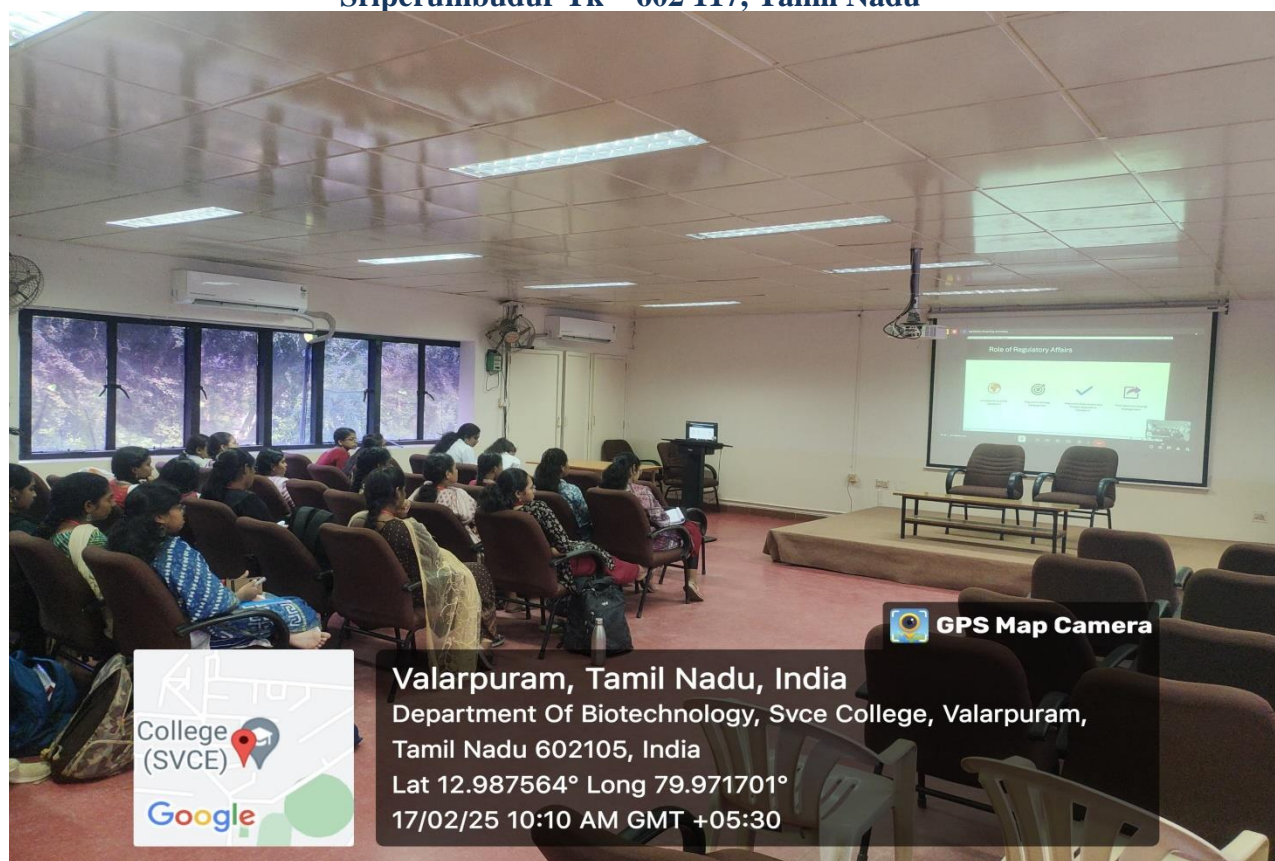 Sriperumbudur Tk – 602 117, Tamil Nadu
Role of Regulatory Affairs
GPS Map Camera
College
(SVCE)
Google
Valarpuram, Tamil Nadu, India
Department Of Biotechnology, Svce College, Valarpuram,
Tamil Nadu 602105, India
Lat 12.987564° Long 79.971701°
17/02/25 10:10 AM GMT +05:30